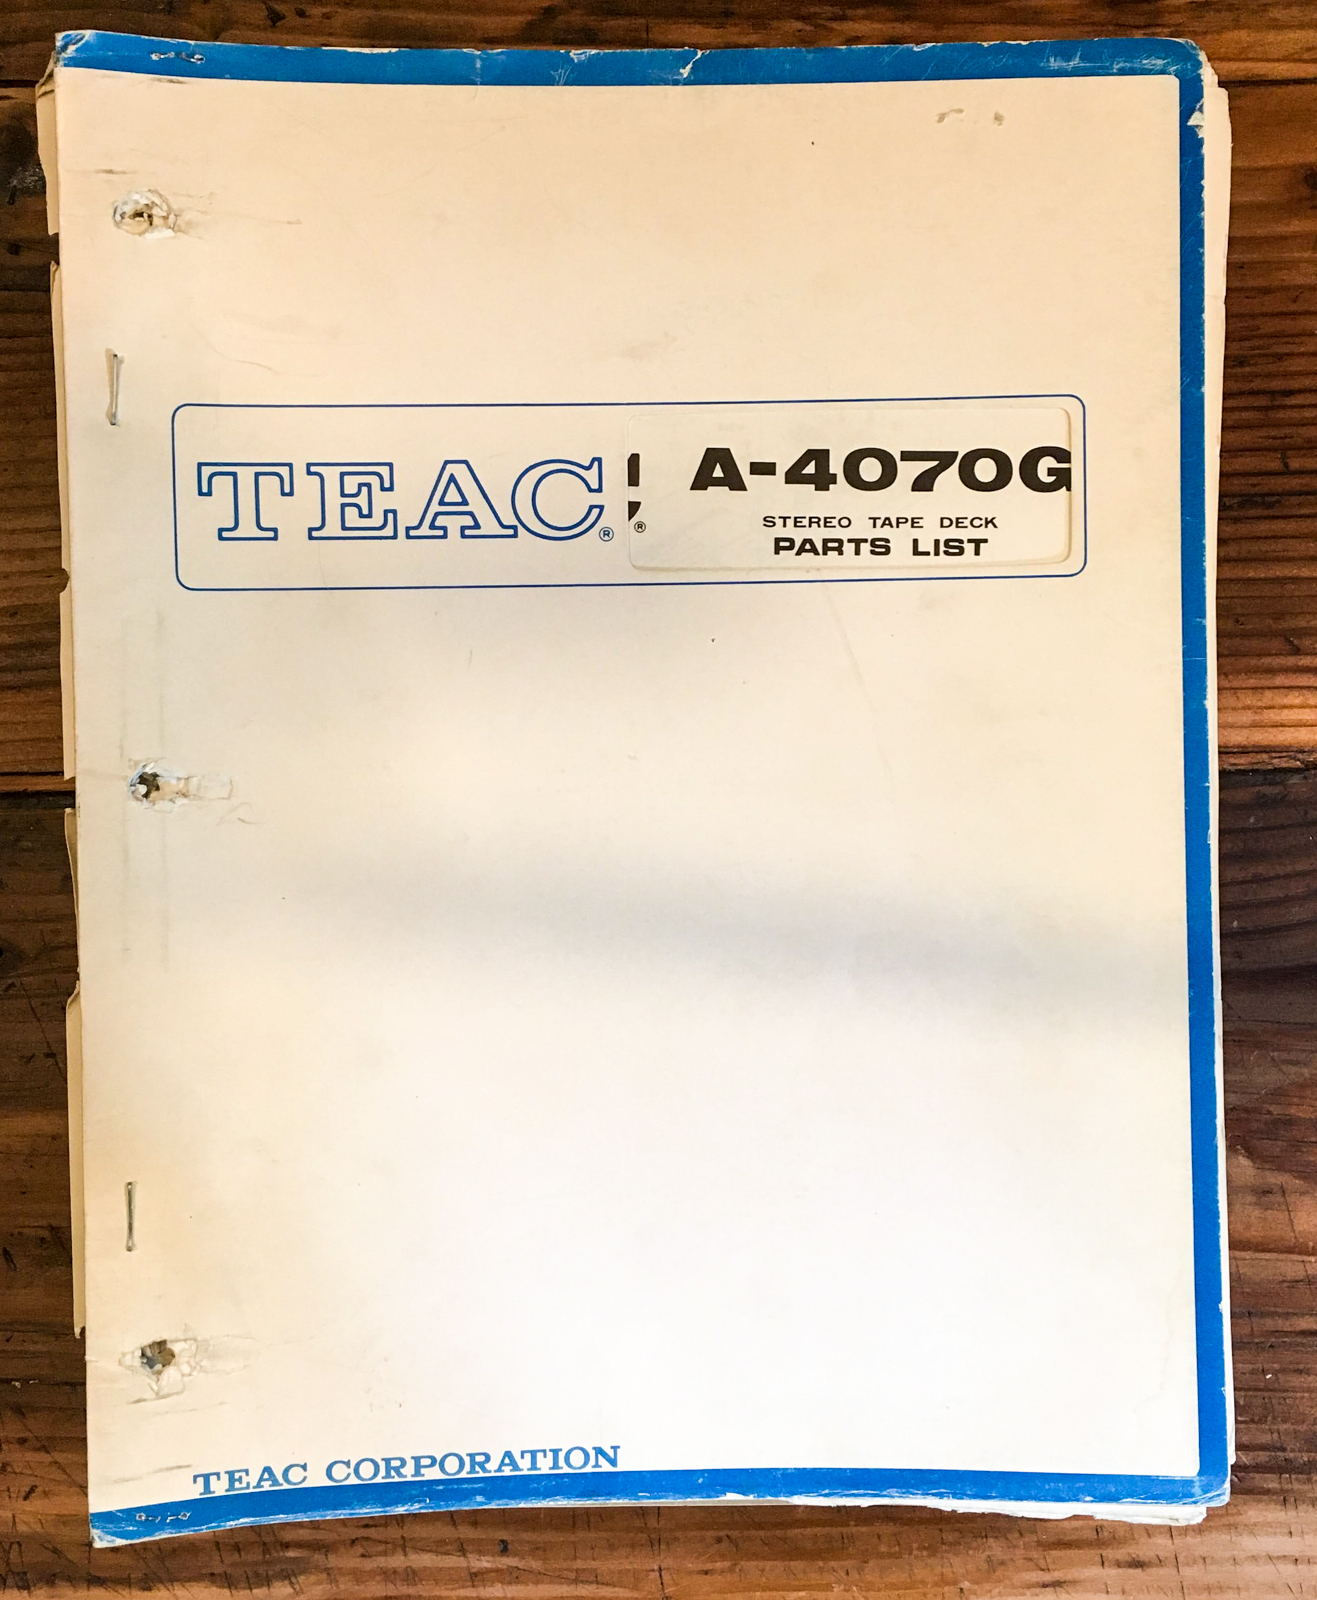 TEAC®
® A-4070G
STEREO TAPE DECK
PARTS LIST
TEAC CORPORATION